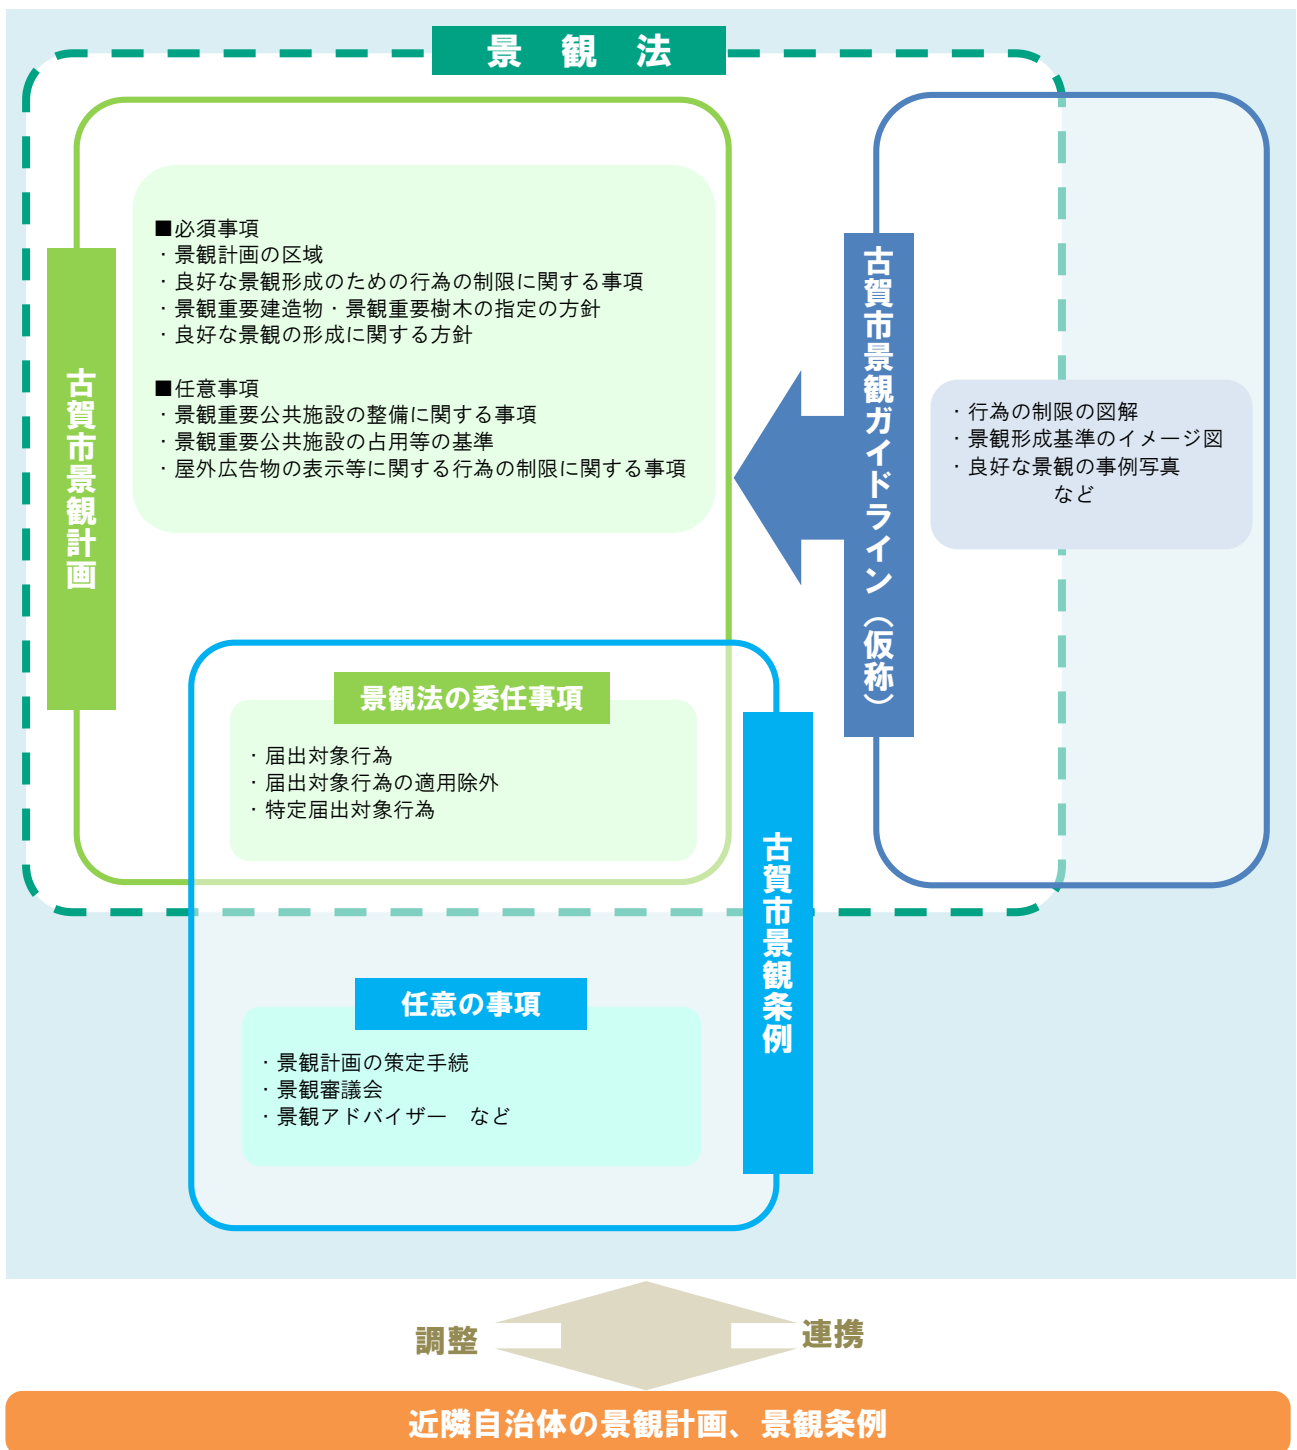 景　観　法
古賀市景観計画
■必須事項
・景観計画の区域
・良好な景観形成のための行為の制限に関する事項
・景観重要建造物・景観重要樹木の指定の方針
・良好な景観の形成に関する方針
■任意事項
・景観重要公共施設の整備に関する事項
・景観重要公共施設の占用等の基準
・屋外広告物の表示等に関する行為の制限に関する事項
古賀市景観ガイドライン（仮称）
・行為の制限の図解
・景観形成基準のイメージ図
・良好な景観の事例写真
など
景観法の委任事項
・届出対象行為
・届出対象行為の適用除外
・特定届出対象行為
古賀市景観条例
任意の事項
・景観計画の策定手続
・景観審議会
・景観アドバイザー　など
調整
連携
近隣自治体の景観計画、景観条例